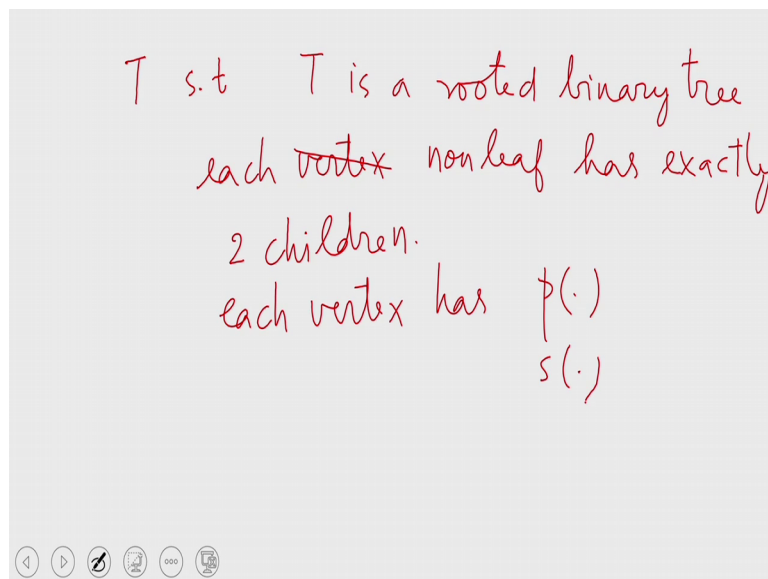 T s.t T is a rooted binary tree
each vertex nonleaf has exactly
2 children.
each vertex has p(.)
s(.)